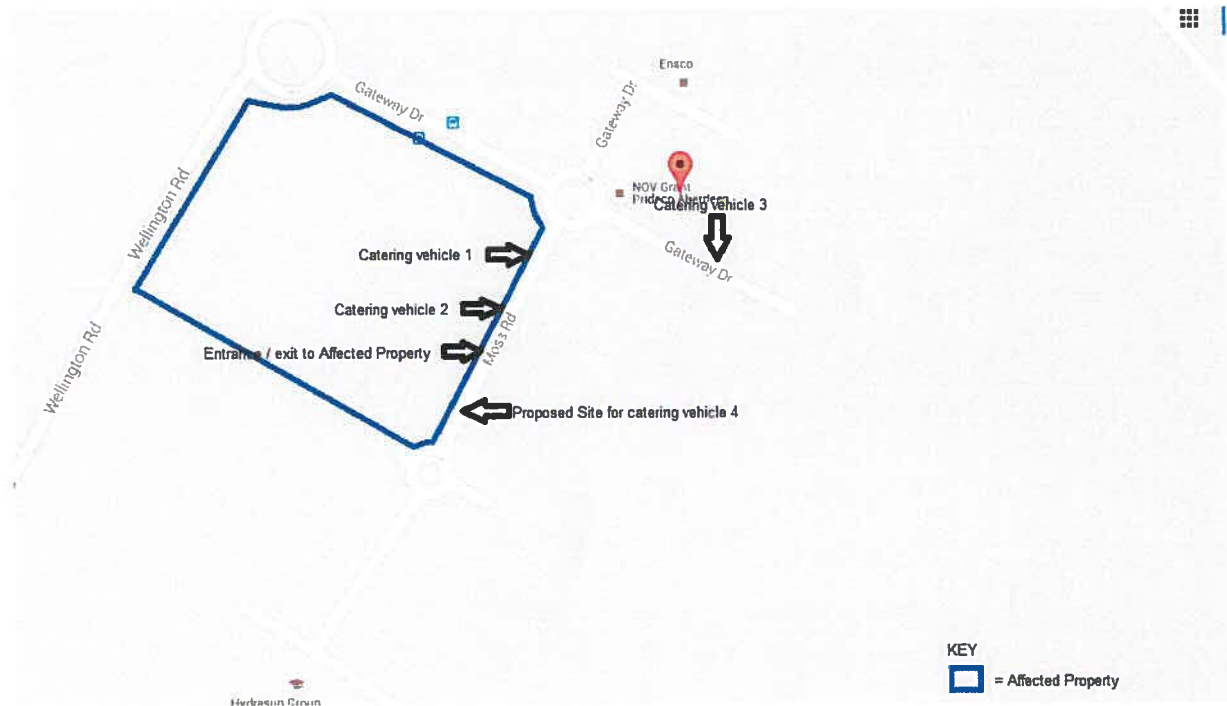 Ensco
Gateway Dr
Gateway Dr
NOV Grant
Prideco Aberdeen
Catering vehicle 3
Wellington Rd
Catering vehicle 1
Gateway Dr
Catering vehicle 2
Moss Rd
Entrance / exit to Affected Property
Wellington Rd
Proposed Site for catering vehicle 4
KEY
= Affected Property
Hydrasun Group